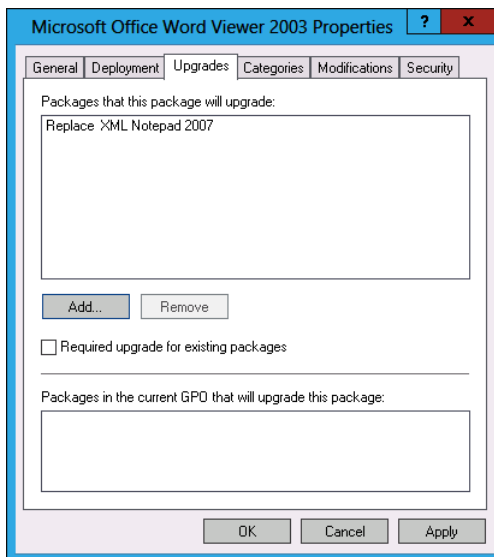 Microsoft Office Word Viewer 2003 Properties ? x
General Deployment Upgrades Categories Modifications Security
Packages that this package will upgrade:
Replace XML Notepad 2007
Add... Remove
Required upgrade for existing packages
Packages in the current GPO that will upgrade this package:
OK Cancel Apply